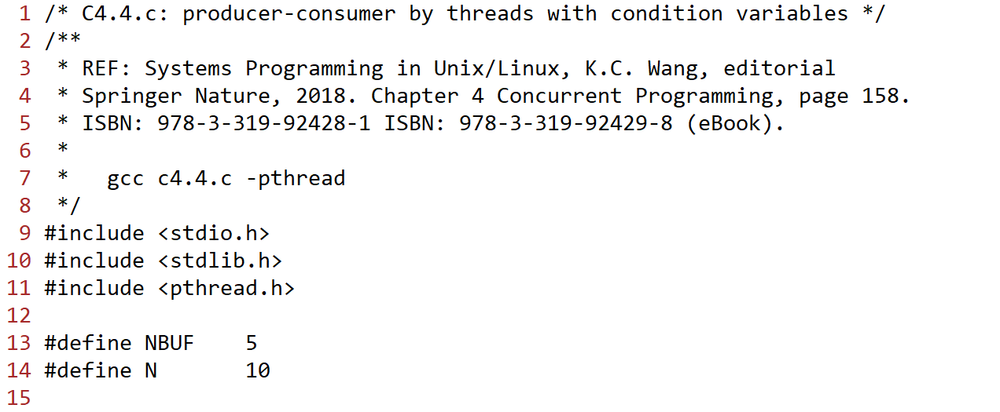 1 /* C4.4.c: producer-consumer by threads with condition variables */
2 /**
3  * REF: Systems Programming in Unix/Linux, K.C. Wang, editorial
4  * Springer Nature, 2018. Chapter 4 Concurrent Programming, page 158.
5  * ISBN: 978-3-319-92428-1 ISBN: 978-3-319-92429-8 (eBook).
6  *
7  *   gcc c4.4.c -pthread
8  */
9 #include <stdio.h>
10 #include <stdlib.h>
11 #include <pthread.h>
12
13 #define NBUF    5
14 #define N       10
15